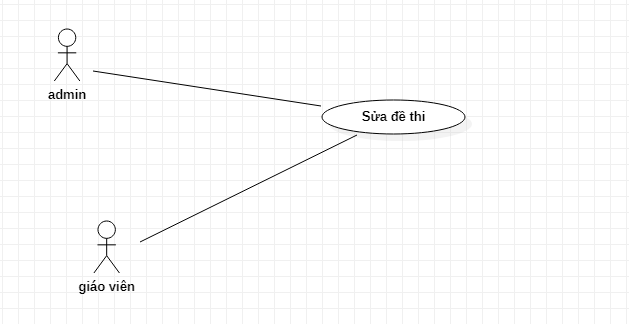 admin
Sửa đề thi
giáo viên